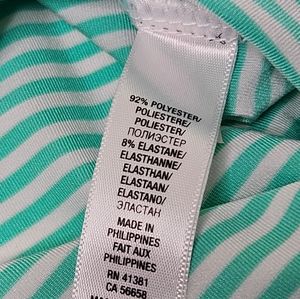 92% POLYESTER/
POLIESTERE/
POLIESTER/
ПОЛИЭСТЕР
8% ELASTANE/
ELASTHANNE/
ELASTHAN/
ELASTAAN/
ELASTANO/
ЭЛАСТАН
MADE IN
PHILIPPINES
FAIT AUX
PHILIPPINES
RN 41381
CA 56658